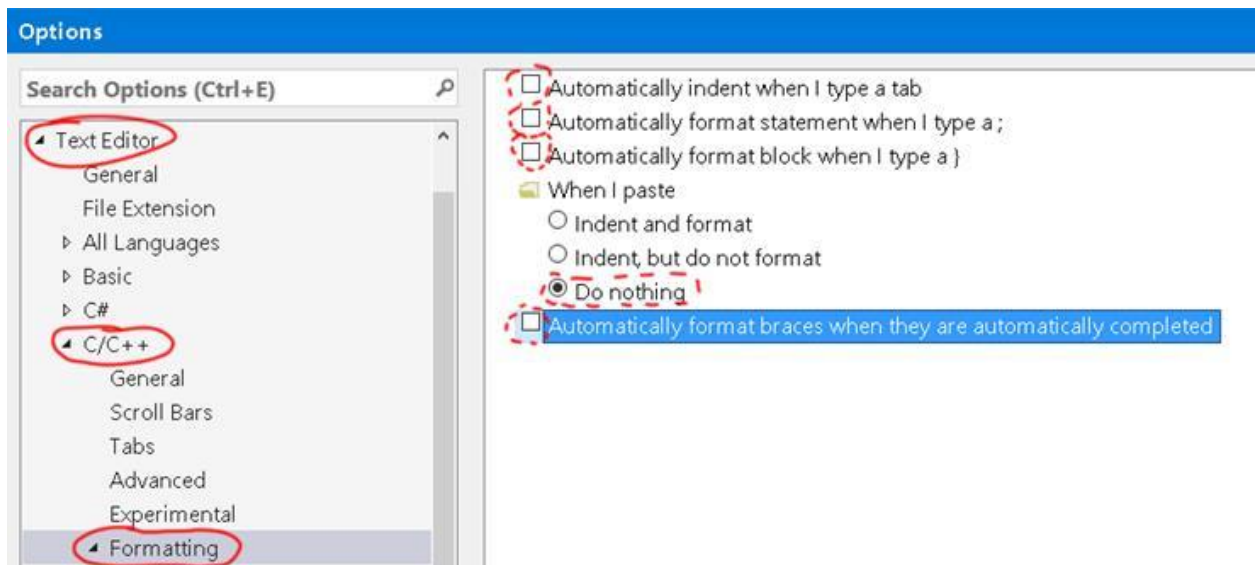 Options
Search Options (Ctrl+E)
Text Editor
General
File Extension
All Languages
Basic
C#
C/C++
General
Scroll Bars
Tabs
Advanced
Experimental
Formatting
Automatically indent when I type a tab
Automatically format statement when I type a ;
Automatically format block when I type a }
When I paste
Indent and format
Indent, but do not format
Do nothing
Automatically format braces when they are automatically completed